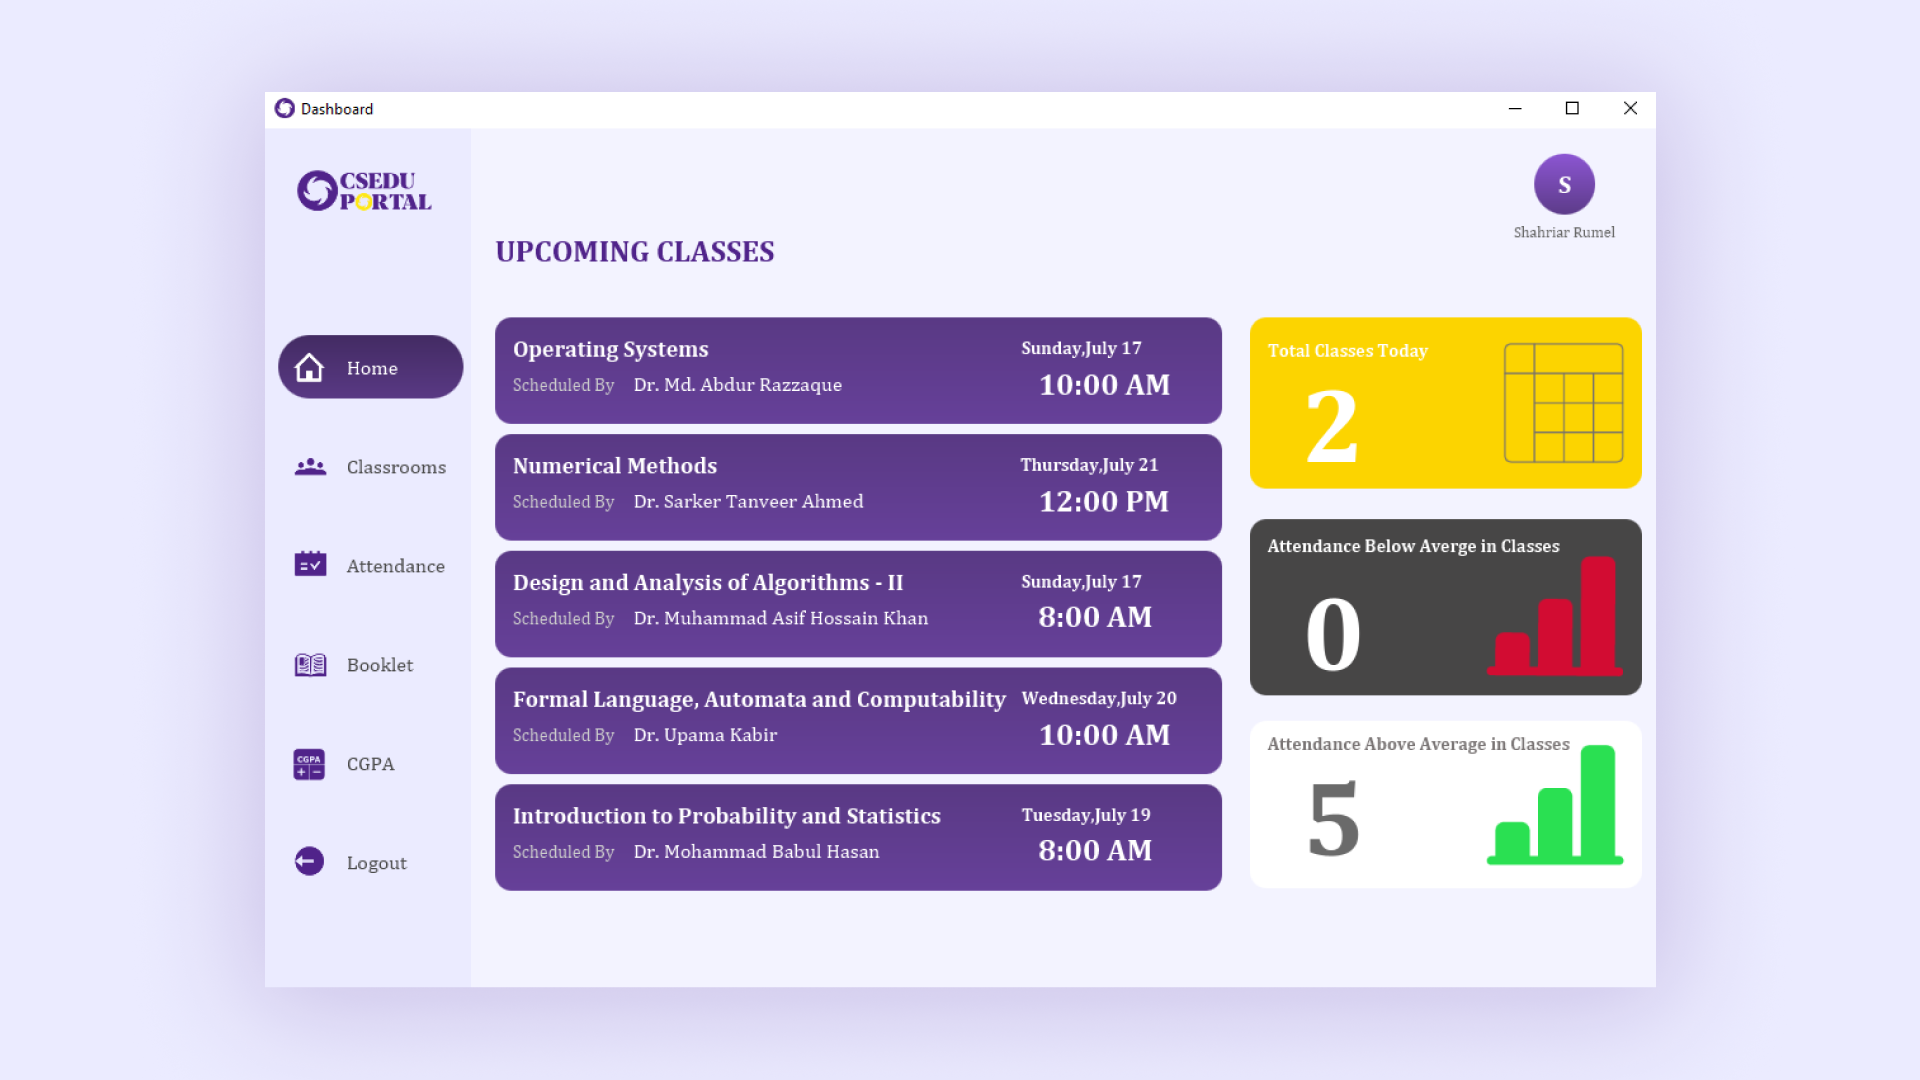 Dashboard
CSEDU
PORTAL
S
Shahriar Rumel
UPCOMING CLASSES
Home
Classrooms
Attendance
Booklet
CGPA
CGPA
Logout
Operating Systems
Sunday,July 17
Scheduled By Dr. Md. Abdur Razzaque
10:00 AM
Numerical Methods
Thursday,July 21
Scheduled By Dr. Sarker Tanveer Ahmed
12:00 PM
Design and Analysis of Algorithms - II
Sunday,July 17
Scheduled By Dr. Muhammad Asif Hossain Khan
8:00 AM
Formal Language, Automata and Computability
Wednesday,July 20
Scheduled By Dr. Upama Kabir
10:00 AM
Introduction to Probability and Statistics
Tuesday,July 19
Scheduled By Dr. Mohammad Babul Hasan
8:00 AM
Total Classes Today
2
Attendance Below Averge in Classes
0
Attendance Above Average in Classes
5